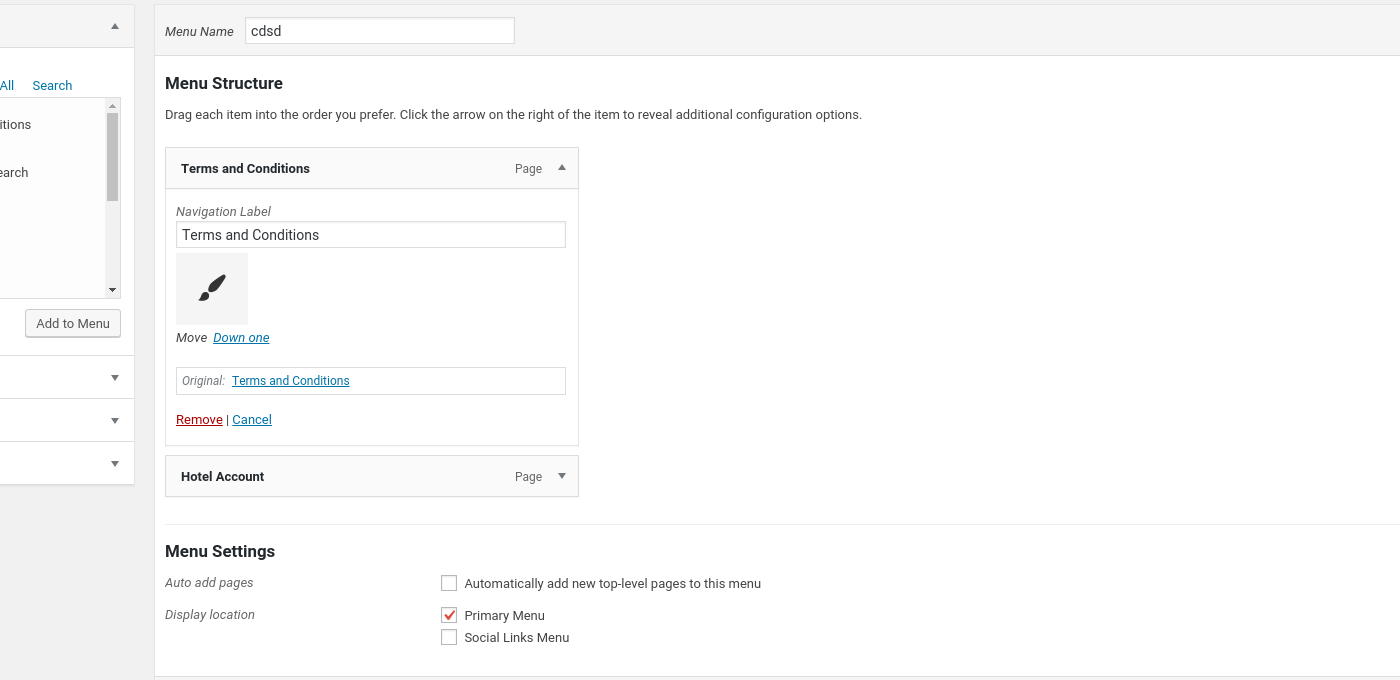 Menu Name cdsd
Menu Structure
All Search
Drag each item into the order you prefer. Click the arrow on the right of the item to reveal additional configuration options.
Terms and Conditions Page
Navigation Label
Terms and Conditions
Add to Menu
Move Down one
Original: Terms and Conditions
Remove | Cancel
Hotel Account Page
Menu Settings
Auto add pages Automatically add new top-level pages to this menu
Display location Primary Menu
Social Links Menu